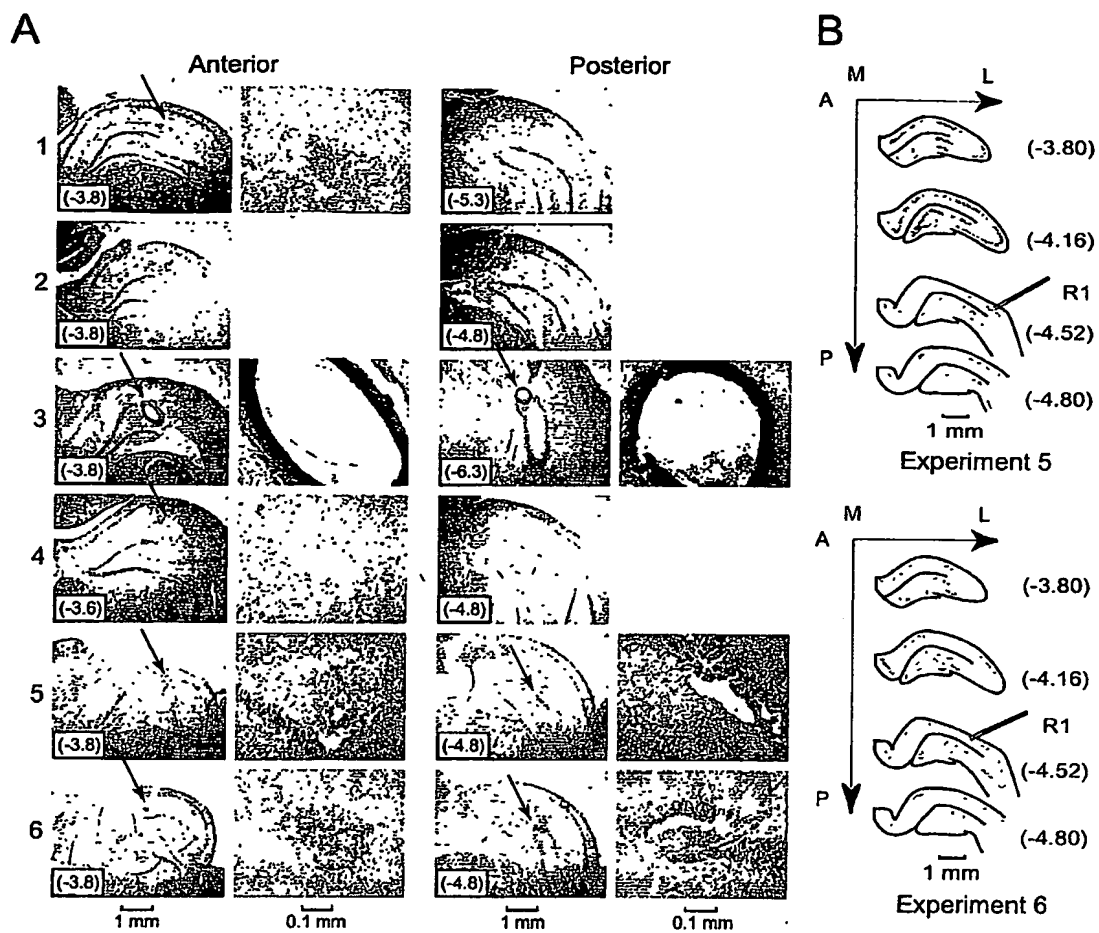 A
Anterior
Posterior
1
(-3.8)
(-5.3)
2
(-3.8)
(-4.8)
3
(-3.8)
(-6.3)
4
(-3.6)
(-4.8)
5
(-3.8)
(-4.8)
6
(-3.8)
(-4.8)
1 mm
0.1 mm
1 mm
0.1 mm
B
M
L
A
(-3.80)
(-4.16)
R1
(-4.52)
P
(-4.80)
1 mm
Experiment 5
M
L
A
(-3.80)
(-4.16)
R1
(-4.52)
P
(-4.80)
1 mm
Experiment 6